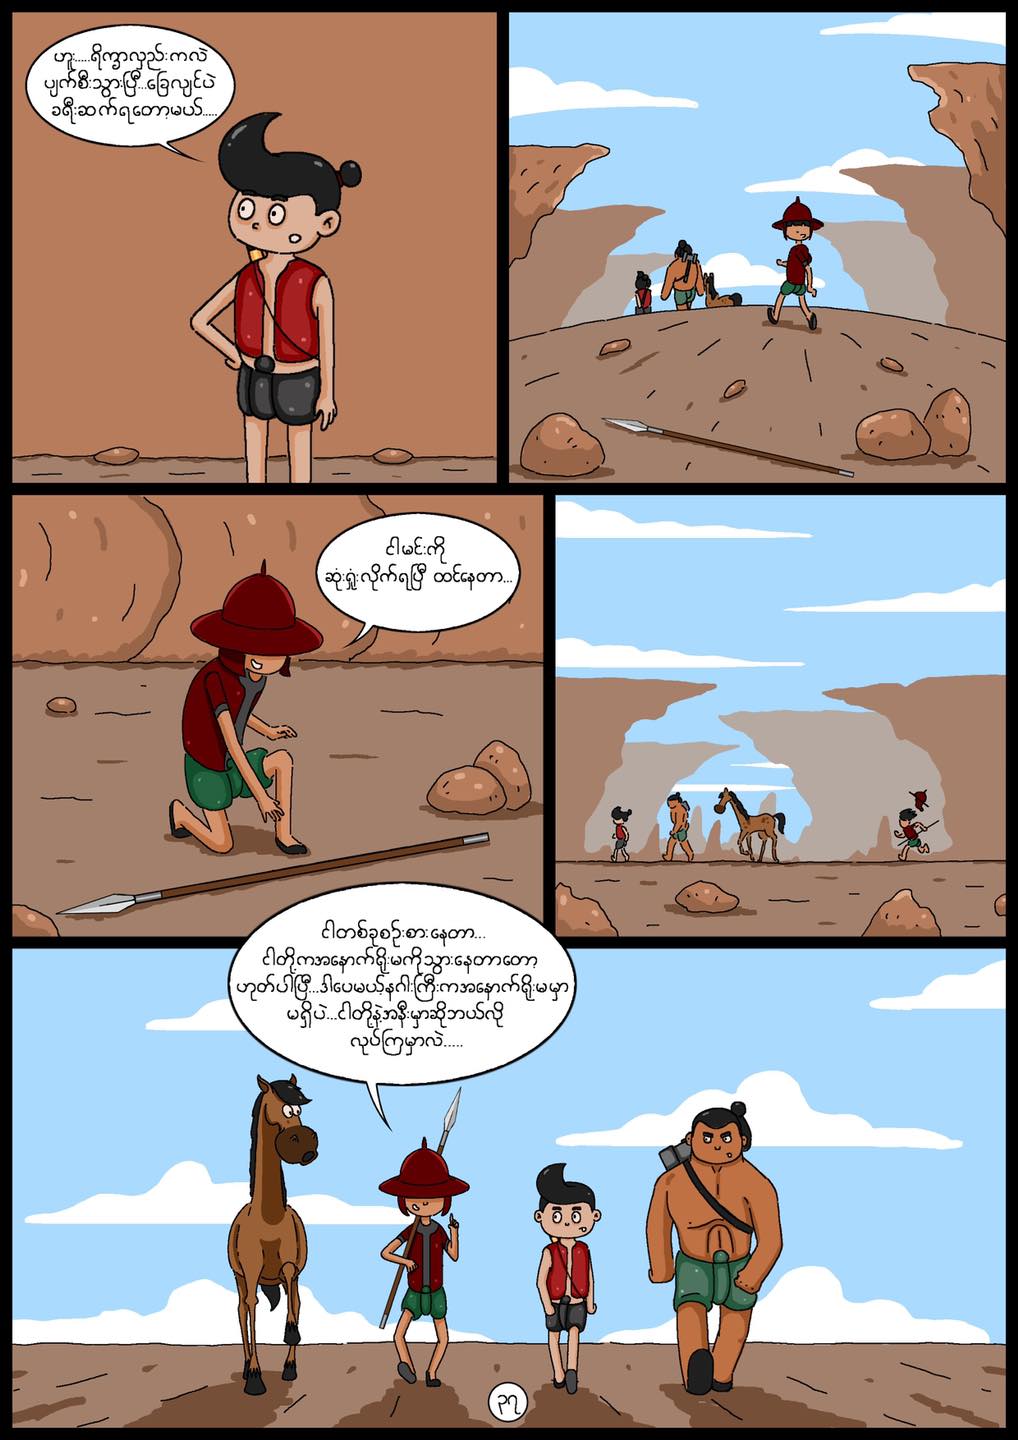 ဟူး.....ရိက္ခာလှည်းကလဲ
ပျက်စီးသွားပြီ...ခြေလျင်ပဲ
ခရီးဆက်ရတော့မယ်.....
ငါမင်းကို
ဆုံးရှုံးလိုက်ရပြီ ထင်နေတာ...
ငါတစ်ခုစဉ်းစားနေတာ...
ငါတို့ကအနောက်ရိုးမကိုသွားနေတာတော့
ဟုတ်ပါပြီ...ဒါပေမယ့်နဂါးကြီးကအနောက်ရိုးမမှာ
မရှိပဲ...ငါတို့နဲ့အနီးမှာဆိုဘယ်လို
လုပ်ကြမှာလဲ.....
၃၇